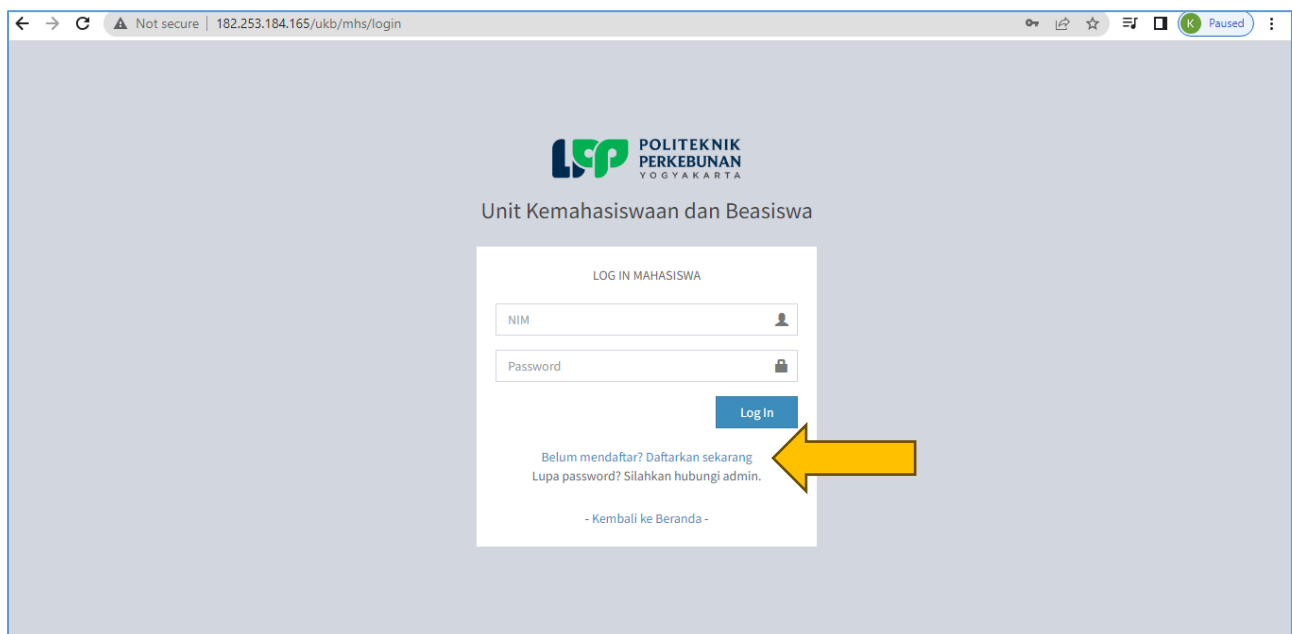 Not secure | 182.253.184.165/ukb/mhs/login
K Paused
LPP POLITEKNIK
PERKEBUNAN
YOGYAKARTA
Unit Kemahasiswaan dan Beasiswa
LOG IN MAHASISWA
NIM
Password
Log In
Belum mendaftar? Daftarkan sekarang
Lupa password? Silahkan hubungi admin.
- Kembali ke Beranda -